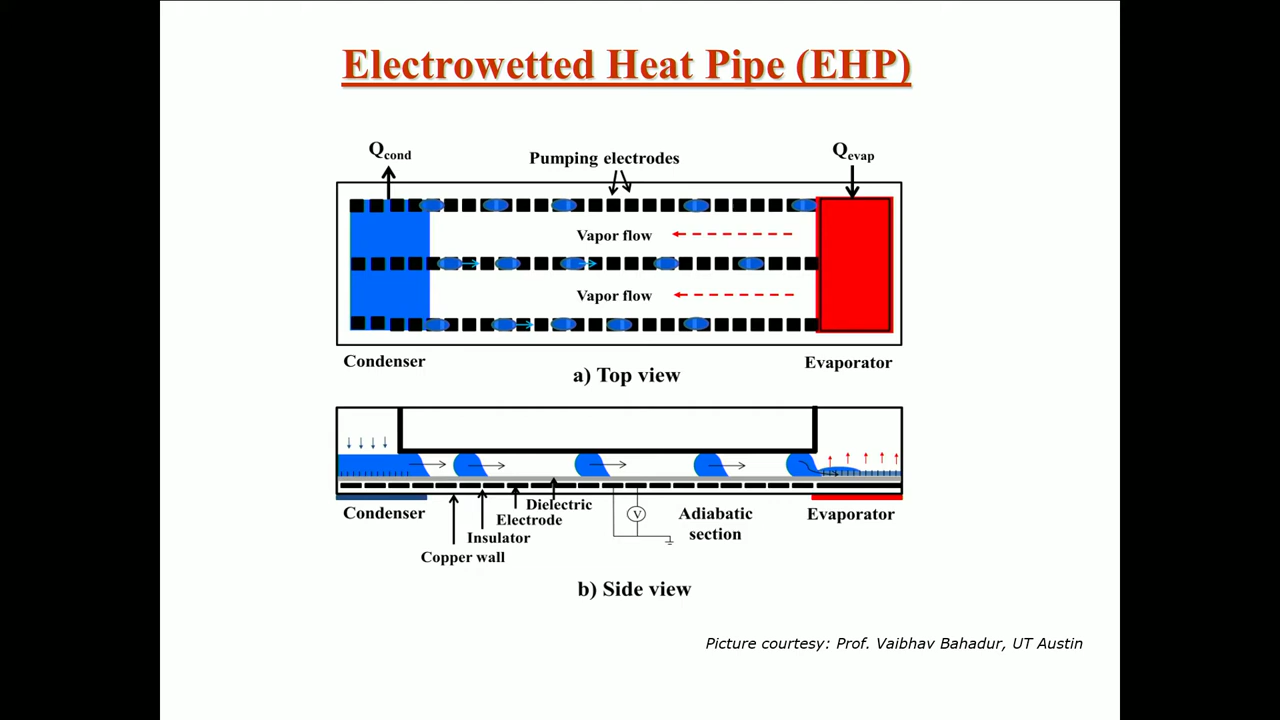 Electrowetted Heat Pipe (EHP)
Qcond
Pumping electrodes
Qevap
Vapor flow
Vapor flow
Condenser
a) Top view
Evaporator
Condenser
Dielectric
Electrode
Insulator
Copper wall
V
Adiabatic
section
Evaporator
b) Side view
Picture courtesy: Prof. Vaibhav Bahadur, UT Austin